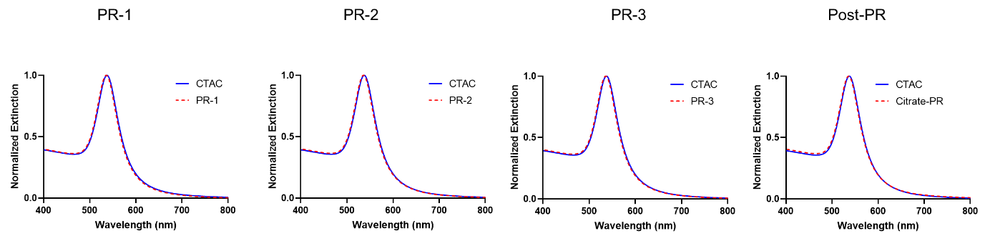 PR-1
PR-2
PR-3
Post-PR
Normalized Extinction
1.0
0.5
0.0
400
500
600
700
800
Wavelength (nm)
CTAC
PR-1
Normalized Extinction
1.0
0.5
0.0
400
500
600
700
800
Wavelength (nm)
CTAC
PR-2
Normalized Extinction
1.0
0.5
0.0
400
500
600
700
800
Wavelength (nm)
CTAC
PR-3
Normalized Extinction
1.0
0.5
0.0
400
500
600
700
800
Wavelength (nm)
CTAC
Citrate-PR